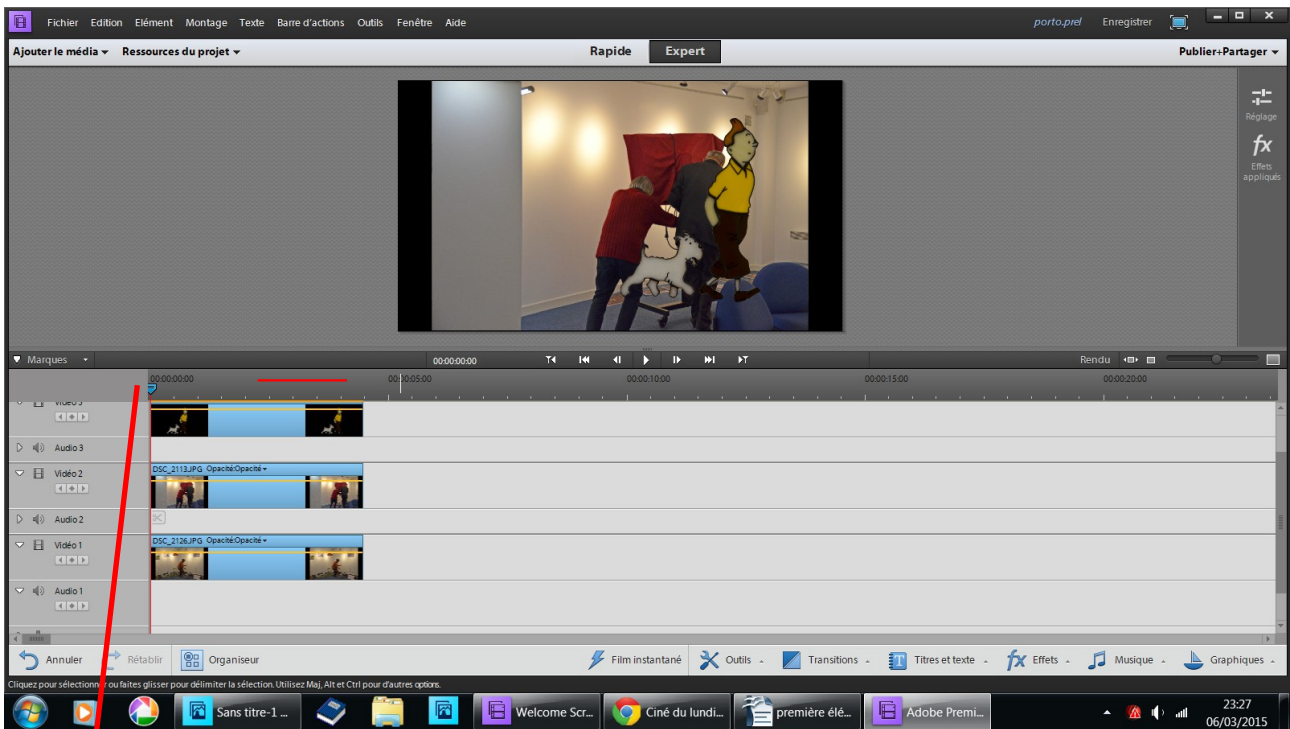 Fichier Edition Elément Montage Texte Barre d'actions Outils Fenêtre Aide porto.prel Enregistrer
Ajouter le média Ressources du projet Rapide Expert Publier+Partager
Réglage
fx
Effets
appliqués
Marques 00:00:00:00 Rendu
00:00:00:00 00:00:05:00 00:00:10:00 00:00:15:00 00:00:20:00
Vidéo 3
Audio 3
DSC_2113.JPG Opacité:Opacité
Vidéo 2
Audio 2
DSC_2126.JPG Opacité:Opacité
Vidéo 1
Audio 1
Annuler Rétablir Organiseur Film instantané Outils Transitions T Titres et texte fx Effets Musique Graphiques
Cliquez pour sélectionner ou faites glisser pour délimiter la sélection. Utilisez Maj, Alt et Ctrl pour d'autres options.
Sans titre-1 ... Welcome Scr... Ciné du lundi... première élé... Adobe Premi... 23:27
06/03/2015